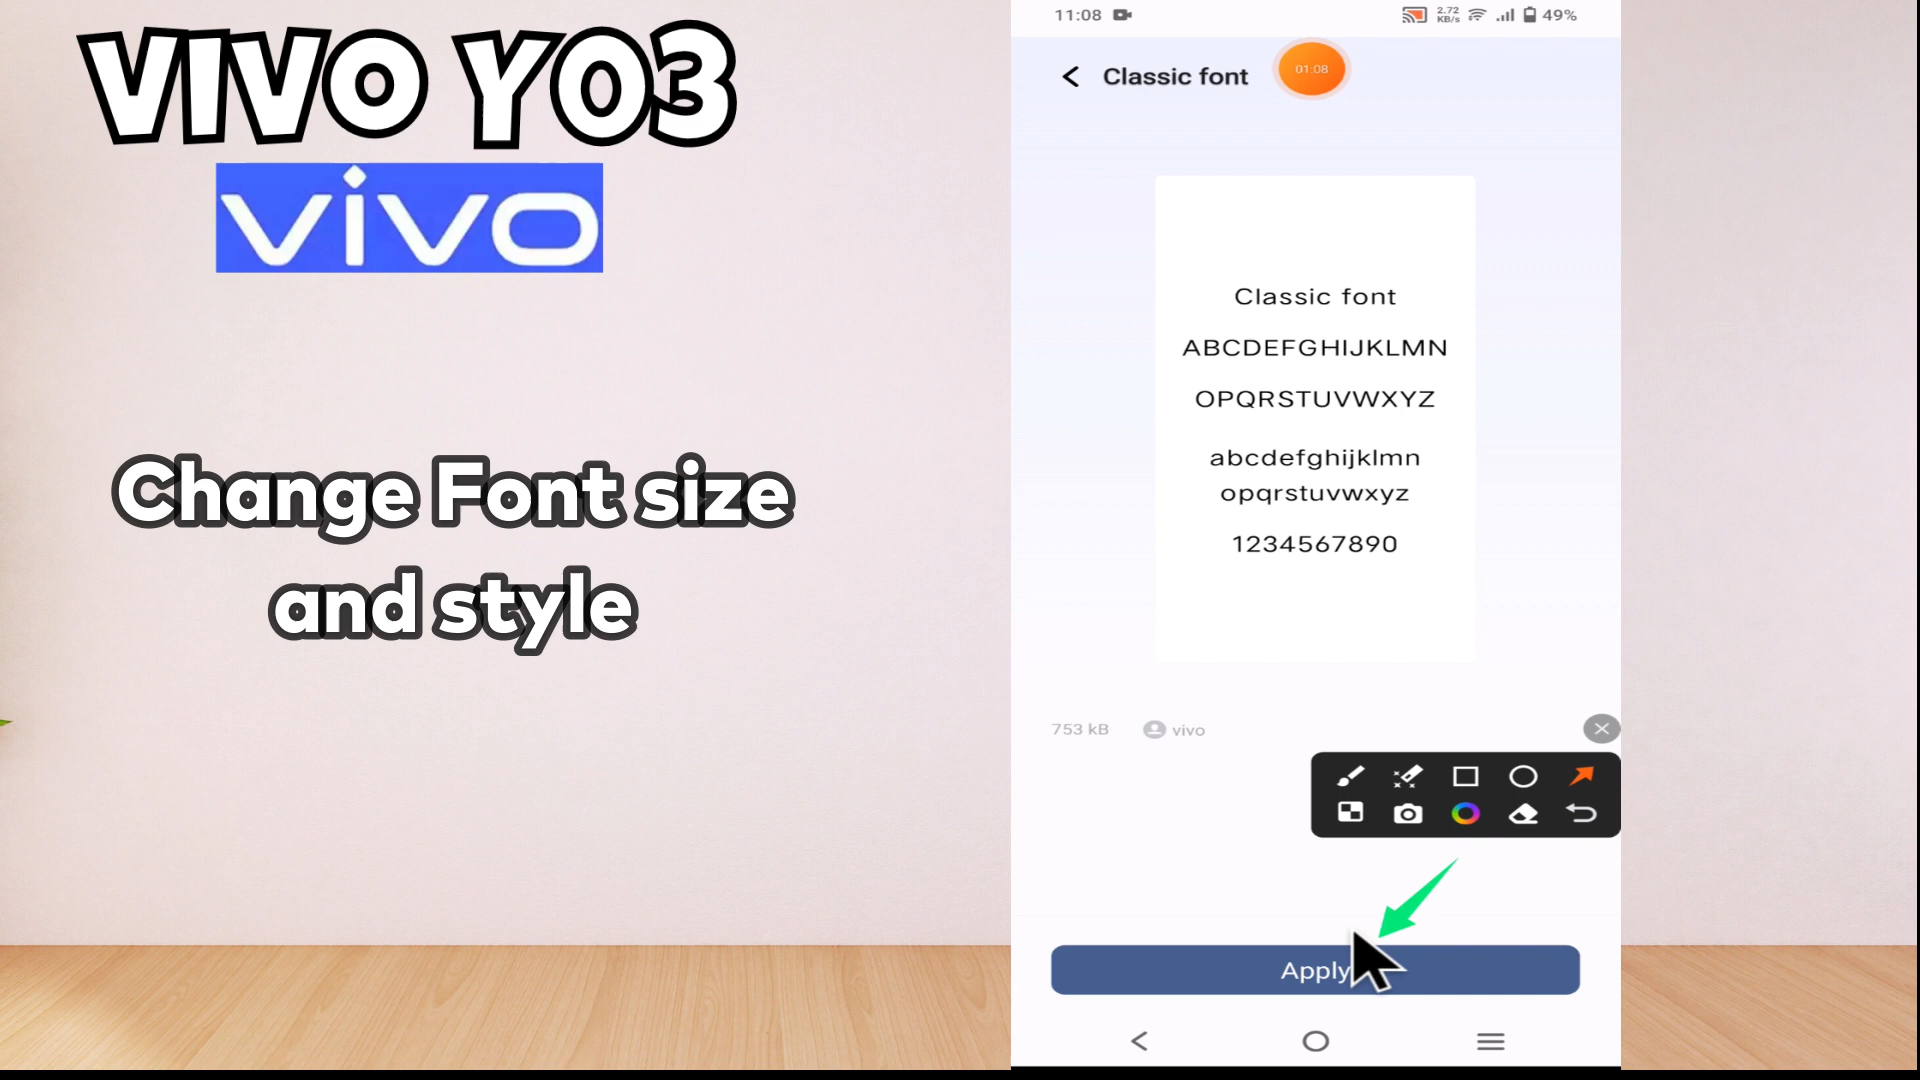 VIVO Y03
vivo
Change Font size
and style
11:08
2.72
KB/s
49%
Classic font
01:08
Classic font
ABCDEFGHIJKLMN
OPQRSTUVWXYZ
abcdefghijklmn
opqrstuvwxyz
1234567890
753 kB
vivo
Apply